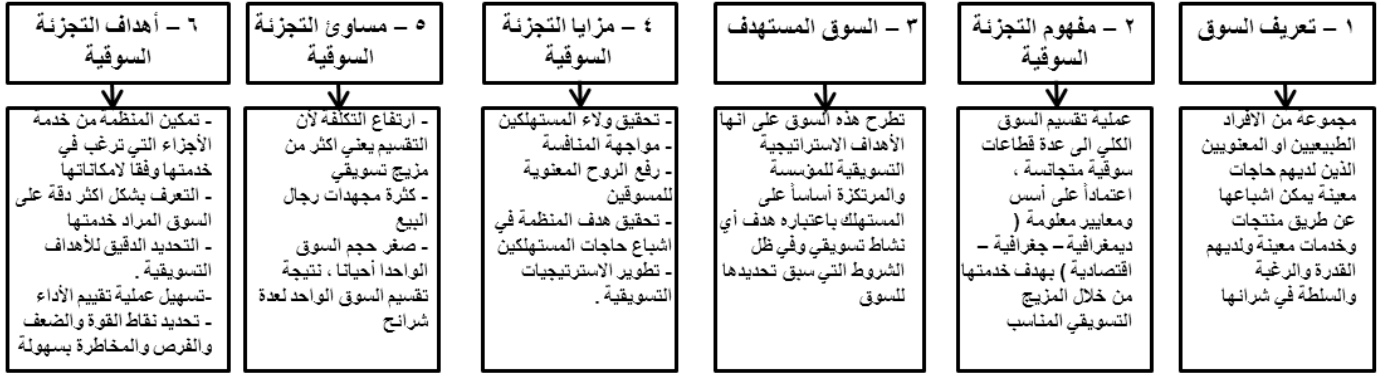 ١ – تعريف السوق
مجموعة من الافراد
الطبيعيين او المعنويين
الذين لديهم حاجات
معينة يمكن اشباعها
عن طريق منتجات
وخدمات معينة ولديهم
القدرة والرغبة
والسلطة في شرائها
٢ – مفهوم التجزئة
السوقية
عملية تقسيم السوق
الكلي الى عدة قطاعات
سوقية متجانسة ،
اعتماداً على أسس
ومعايير معلومة (
ديمغرافية – جغرافية –
اقتصادية ) بهدف خدمتها
من خلال المزيج
التسويقي المناسب
٣ – السوق المستهدف
تطرح هذه السوق على انها
الأهداف الاستراتيجية
التسويقية للمؤسسة
والمرتكزة أساساً على
المستهلك باعتباره هدف أي
نشاط تسويقي وفي ظل
الشروط التي سبق تحديدها
للسوق
٤ – مزايا التجزئة
السوقية
- تحقيق ولاء المستهلكين
- مواجهة المنافسة
- رفع الروح المعنوية
للمسوقين
- تحقيق هدف المنظمة في
اشباع حاجات المستهلكين
- تطوير الاسترتيجيات
التسويقية .
٥ – مساوئ التجزئة
السوقية
- ارتفاع التكلفة لأن
التقسيم يعني اكثر من
مزيج تسويقي
- كثرة مجهدات رجال
البيع
- صغر حجم السوق
الواحدا أحيانا ، نتيجة
تقسيم السوق الواحد لعدة
شرائح
٦ – أهداف التجزئة
السوقية
- تمكين المنظمة من خدمة
الأجزاء التي ترغب في
خدمتها وفقا لامكاناتها
- التعرف بشكل اكثر دقة على
السوق المراد خدمتها
- التحديد الدقيق للأهداف
التسويقية .
-تسهيل عملية تقييم الأداء
- تحديد نقاط القوة والضعف
والفرص والمخاطرة بسهولة